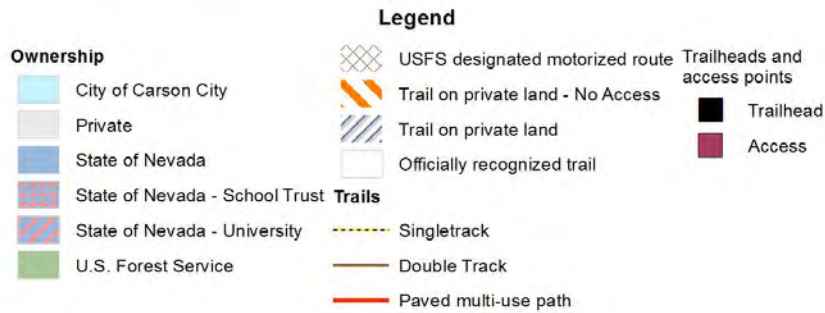 Legend
Ownership
City of Carson City
Private
State of Nevada
State of Nevada - School Trust
State of Nevada - University
U.S. Forest Service
USFS designated motorized route
Trail on private land - No Access
Trail on private land
Officially recognized trail
Trails
Singletrack
Double Track
Paved multi-use path
Trailheads and
access points
Trailhead
Access